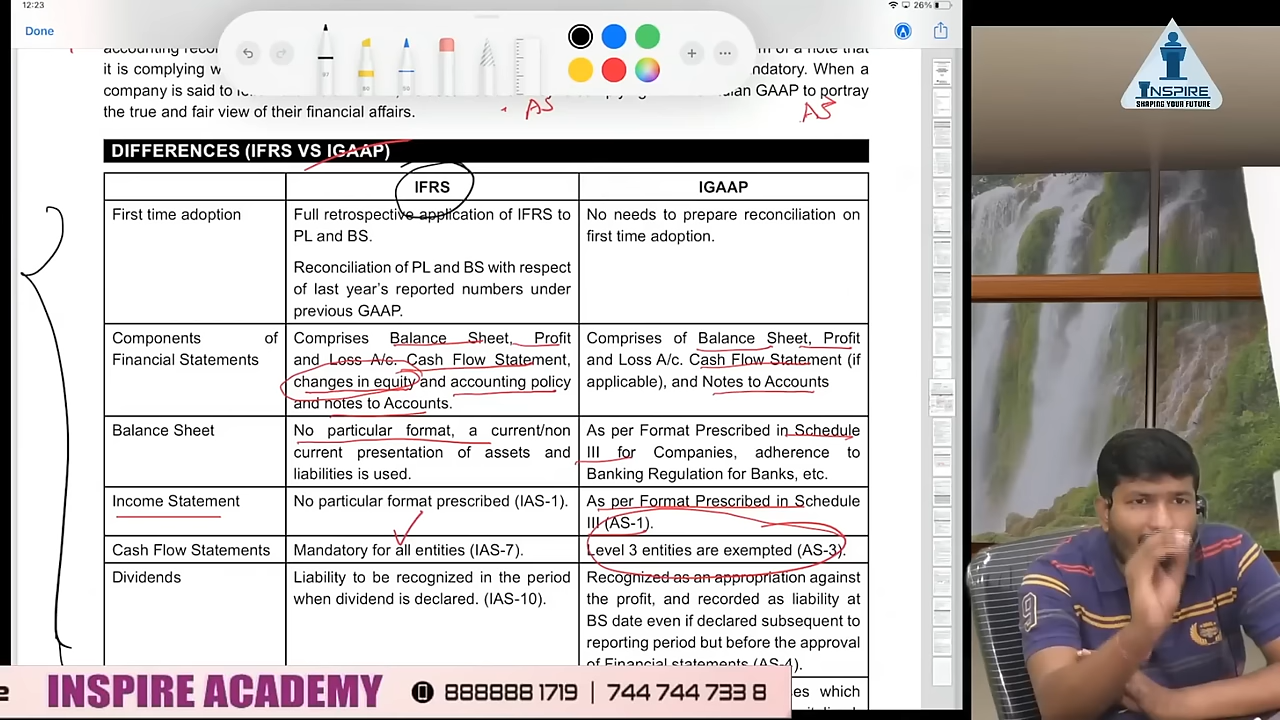 12:23
26%
Done
accounting recor
m of a note that
it is complying w
ndatory. When a
company is said to
dian GAAP to portray
the true and fair view of their financial affairs.
AS
AS
INSPIRE
SHAPING YOUR FUTURE
DIFFERENCES (IFRS VS IGAAP)
IFRS
IGAAP
First time adoption
Full retrospective application of IFRS to
PL and BS.
Reconciliation of PL and BS with respect
of last year's reported numbers under
previous GAAP.
No needs to prepare reconciliation on
first time adoption.
Components of
Financial Statements
Comprises Balance Sheet, Profit
and Loss A/c. Cash Flow Statement,
changes in equity and accounting policy
and notes to Accounts.
Comprises of Balance Sheet, Profit
and Loss A/c. Cash Flow Statement (if
applicable), and Notes to Accounts
Balance Sheet
No particular format, a current/non
current presentation of assets and
liabilities is used.
As per Format Prescribed in Schedule
III for Companies, adherence to
Banking Regulation for Banks, etc.
Income Statement
No particular format prescribed (IAS-1).
As per Format Prescribed in Schedule
III (AS-1).
Cash Flow Statements
Mandatory for all entities (IAS-7).
Level 3 entities are exempted (AS-3).
Dividends
Liability to be recognized in the period
when dividend is declared. (IAS-10).
Recognized as an appropriation against
the profit, and recorded as liability at
BS date even if declared subsequent to
reporting period but before the approval
of Financial statements (AS-4).
es which
INSPIRE ACADEMY 888888 1719 | 744 744 733 8